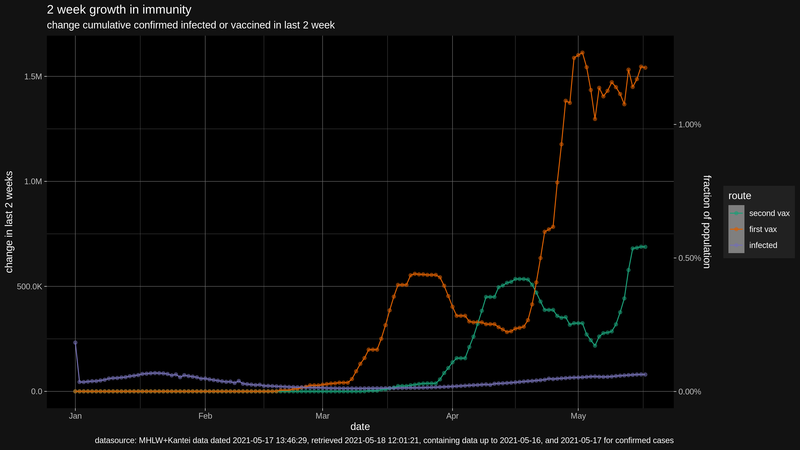 2 week growth in immunity
change cumulative confirmed infected or vaccined in last 2 week
change in last 2 weeks
1.5M
1.0M
500.0K
0.0
1.00%
0.50%
0.00%
fraction of population
Jan
Feb
Mar
Apr
May
date
route
second vax
first vax
infected
datasource: MHLW+Kantei data dated 2021-05-17 13:46:29, retrieved 2021-05-18 12:01:21, containing data up to 2021-05-16, and 2021-05-17 for confirmed cases